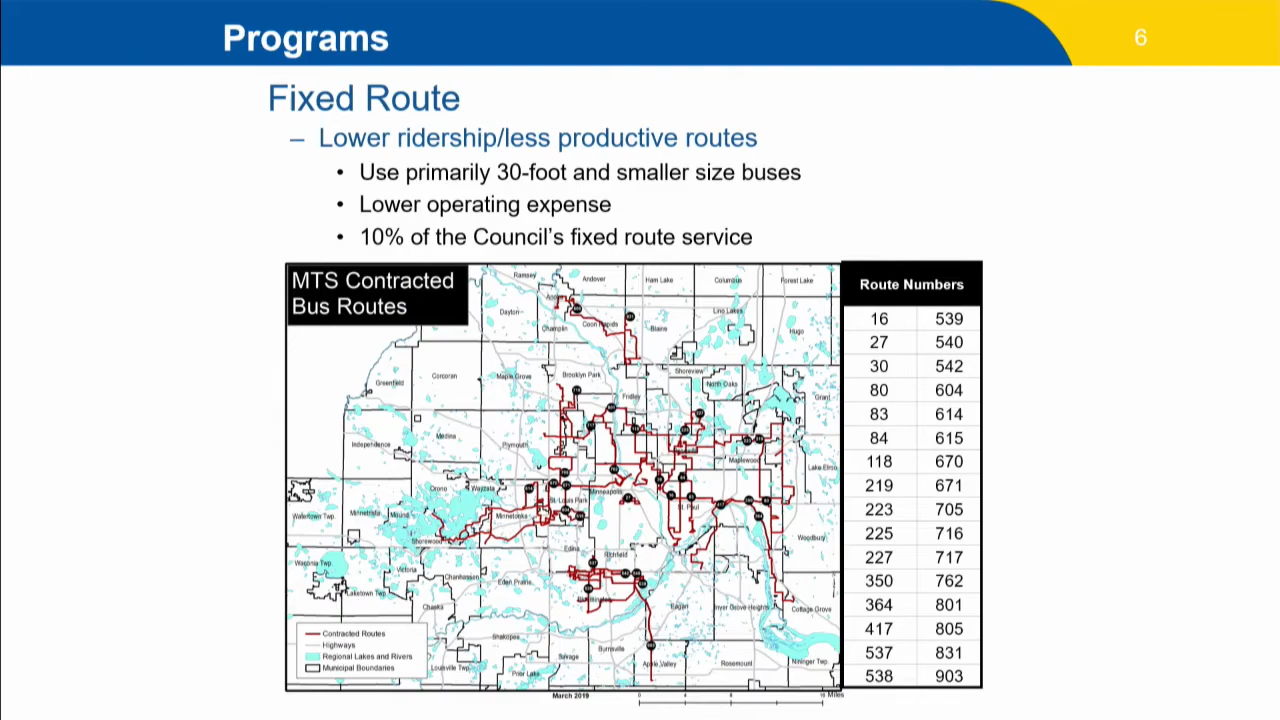 Programs
6
Fixed Route
– Lower ridership/less productive routes
• Use primarily 30-foot and smaller size buses
• Lower operating expense
• 10% of the Council's fixed route service
MTS Contracted
Bus Routes
Ramsey
Andover
Ham Lake
Columbus
Forest Lake
Dayton
Champlin
Coon Rapids
Blaine
Lino Lakes
Hugo
Greenfield
Corcoran
Maple Grove
Brooklyn Park
Fridley
Shoreview
North Oaks
Grant
Independence
Medina
Plymouth
Maplewood
Lake Elmo
Orono
Wayzata
Minneapolis
St. Louis Park
St. Paul
Watertown Twp.
Minnetrista
Mound
Minnetonka
Shorewood
Woodbury
Edina
Richfield
Waconia Twp.
Victoria
Chanhassen
Eden Prairie
Laketown Twp.
Chaska
Eagan
Inver Grove Heights
Cottage Grove
Shakopee
Savage
Burnsville
Apple Valley
Rosemount
Nininger Twp.
Louisville Twp.
Prior Lake
Contracted Routes
Highways
Regional Lakes and Rivers
Municipal Boundaries
March 2019
0 4 8 16 Miles
Route Numbers
16 539
27 540
30 542
80 604
83 614
84 615
118 670
219 671
223 705
225 716
227 717
350 762
364 801
417 805
537 831
538 903